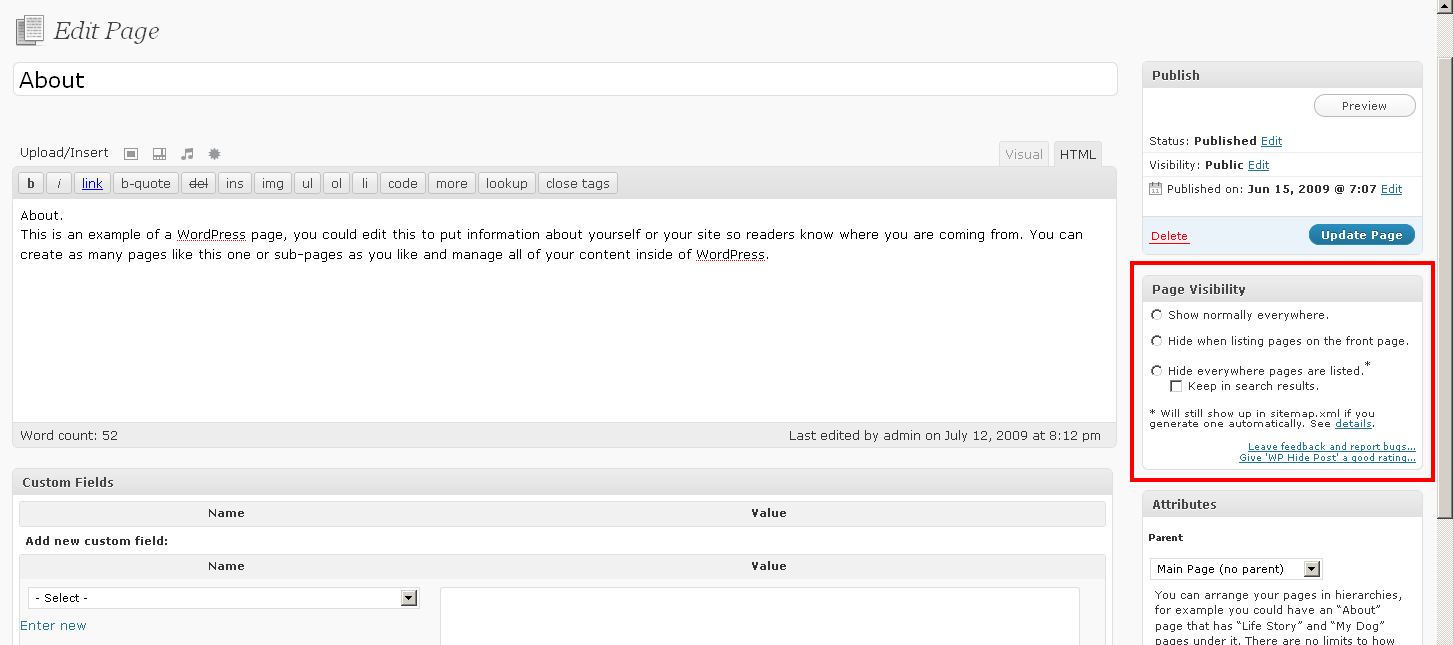 Edit Page
About
Upload/Insert
Visual HTML
b i link b-quote del ins img ul ol li code more lookup close tags
About.
This is an example of a WordPress page, you could edit this to put information about yourself or your site so readers know where you are coming from. You can
create as many pages like this one or sub-pages as you like and manage all of your content inside of WordPress.
Word count: 52
Last edited by admin on July 12, 2009 at 8:12 pm
Custom Fields
Name Value
Add new custom field:
Name Value
- Select -
Enter new
Publish
Preview
Status: Published Edit
Visibility: Public Edit
Published on: Jun 15, 2009 @ 7:07 Edit
Delete
Update Page
Page Visibility
Show normally everywhere.
Hide when listing pages on the front page.
Hide everywhere pages are listed.*
Keep in search results.
* Will still show up in sitemap.xml if you
generate one automatically. See details.
Leave feedback and report bugs...
Give 'WP Hide Post' a good rating...
Attributes
Parent
Main Page (no parent)
You can arrange your pages in hierarchies,
for example you could have an “About”
page that has “Life Story” and “My Dog”
pages under it. There are no limits to how